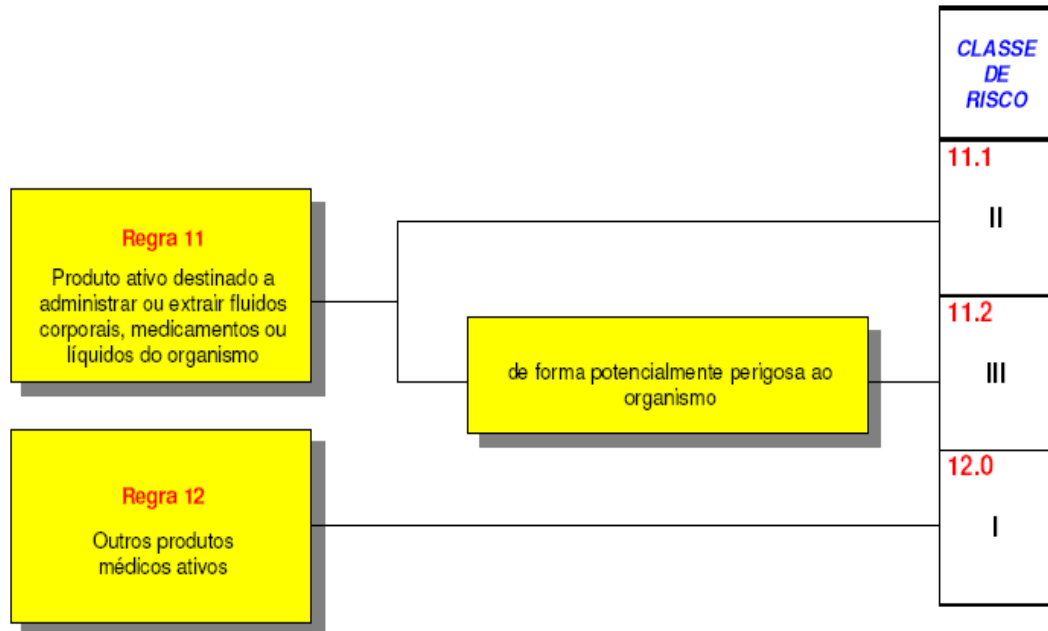 CLASSE
DE
RISCO
Regra 11
Produto ativo destinado a
administrar ou extrair fluidos
corporais, medicamentos ou
líquidos do organismo
11.1
II
de forma potencialmente perigosa ao
organismo
11.2
III
Regra 12
Outros produtos
médicos ativos
12.0
I